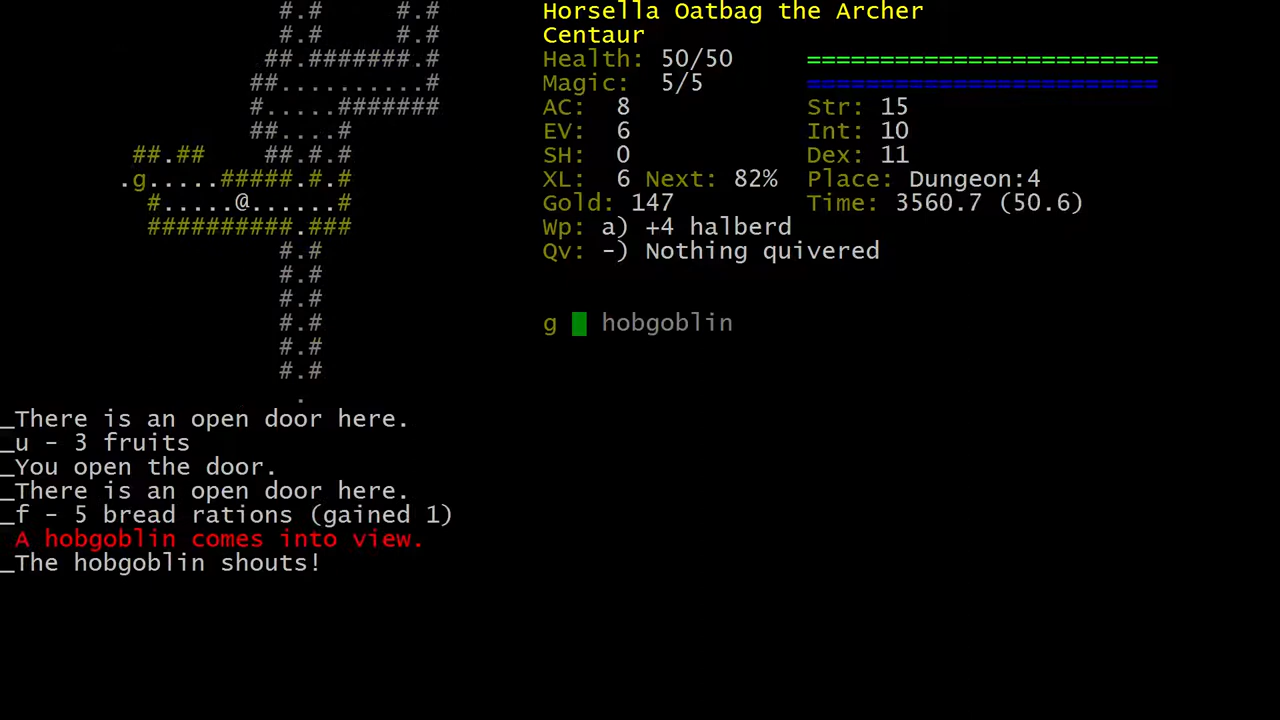 #.#      #.#
#.#      #.#
##.#######.#
##..........#
#.....#######
##....#
##.##     ##.#.#
.g.....#####.#.#
#.....@......#
##########.###
#.#
#.#
#.#
#.#
#.#
#.#
.
Horsella Oatbag the Archer
Centaur
Health: 50/50 ========================
Magic: 5/5 ========================
AC: 8 Str: 15
EV: 6 Int: 10
SH: 0 Dex: 11
XL: 6 Next: 82% Place: Dungeon:4
Gold: 147 Time: 3560.7 (50.6)
Wp: a) +4 halberd
Qv: -) Nothing quivered
g hobgoblin
_There is an open door here.
_u - 3 fruits
_You open the door.
_There is an open door here.
_f - 5 bread rations (gained 1)
A hobgoblin comes into view.
_The hobgoblin shouts!